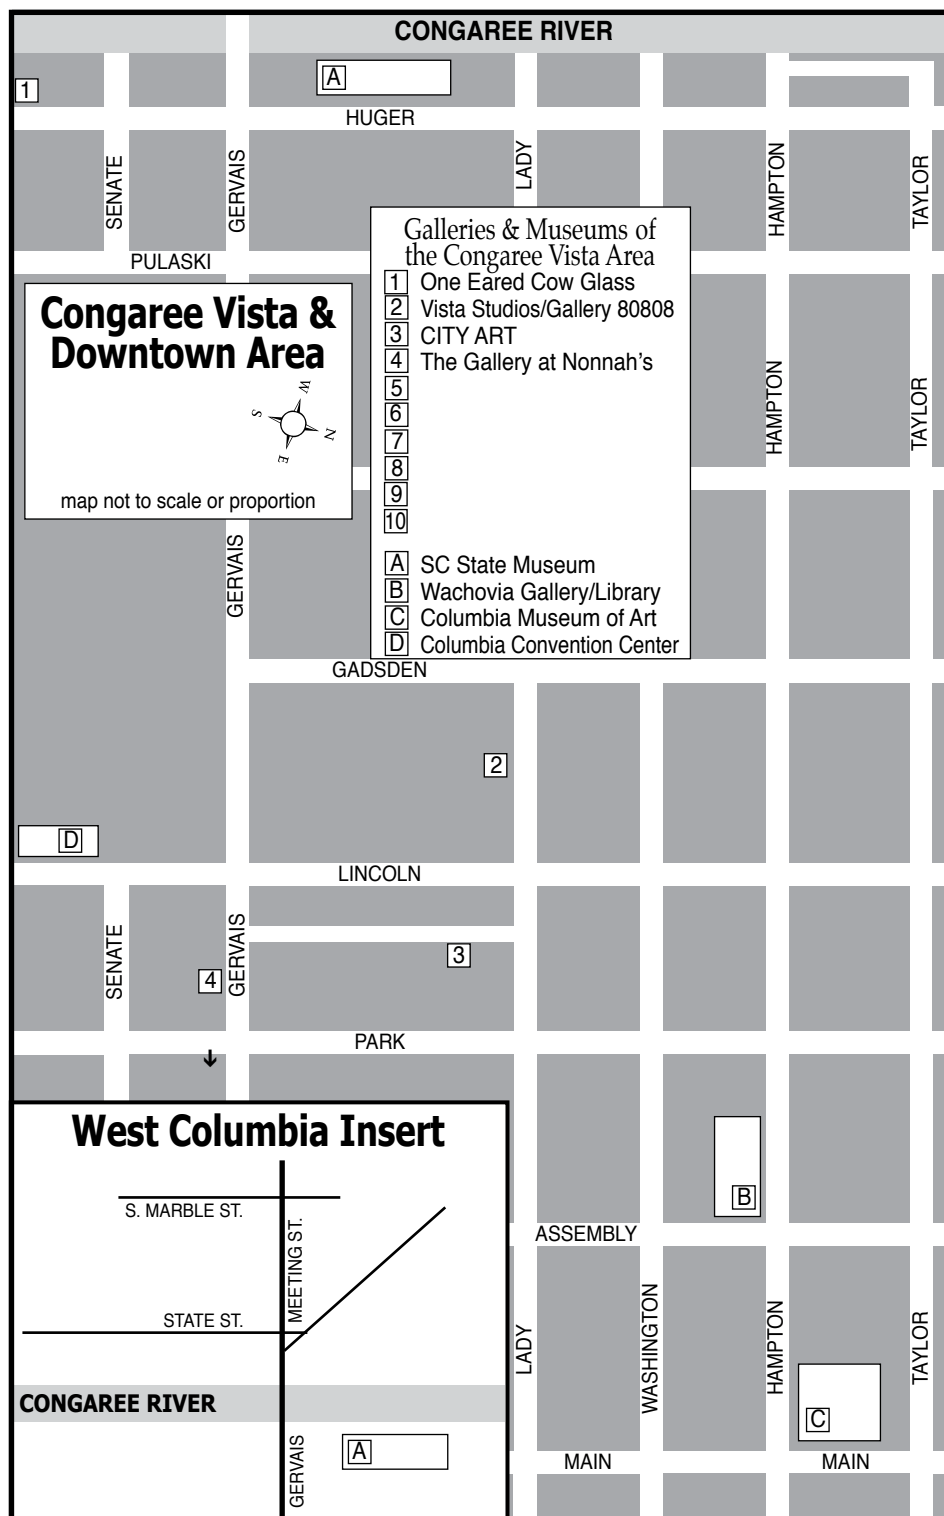 CONGAREE RIVER
1
A
HUGER
SENATE
GERVAIS
LADY
HAMPTON
TAYLOR
PULASKI
Galleries & Museums of
the Congaree Vista Area
1 One Eared Cow Glass
2 Vista Studios/Gallery 80808
3 CITY ART
4 The Gallery at Nonnah's
5
6
7
8
9
10
A SC State Museum
B Wachovia Gallery/Library
C Columbia Museum of Art
D Columbia Convention Center
Congaree Vista &
Downtown Area
W
S
N
E
map not to scale or proportion
HAMPTON
TAYLOR
GERVAIS
GADSDEN
2
D
LINCOLN
SENATE
GERVAIS
3
4
PARK
West Columbia Insert
S. MARBLE ST.
MEETING ST.
STATE ST.
CONGAREE RIVER
GERVAIS
A
B
ASSEMBLY
LADY
WASHINGTON
HAMPTON
TAYLOR
C
MAIN
MAIN